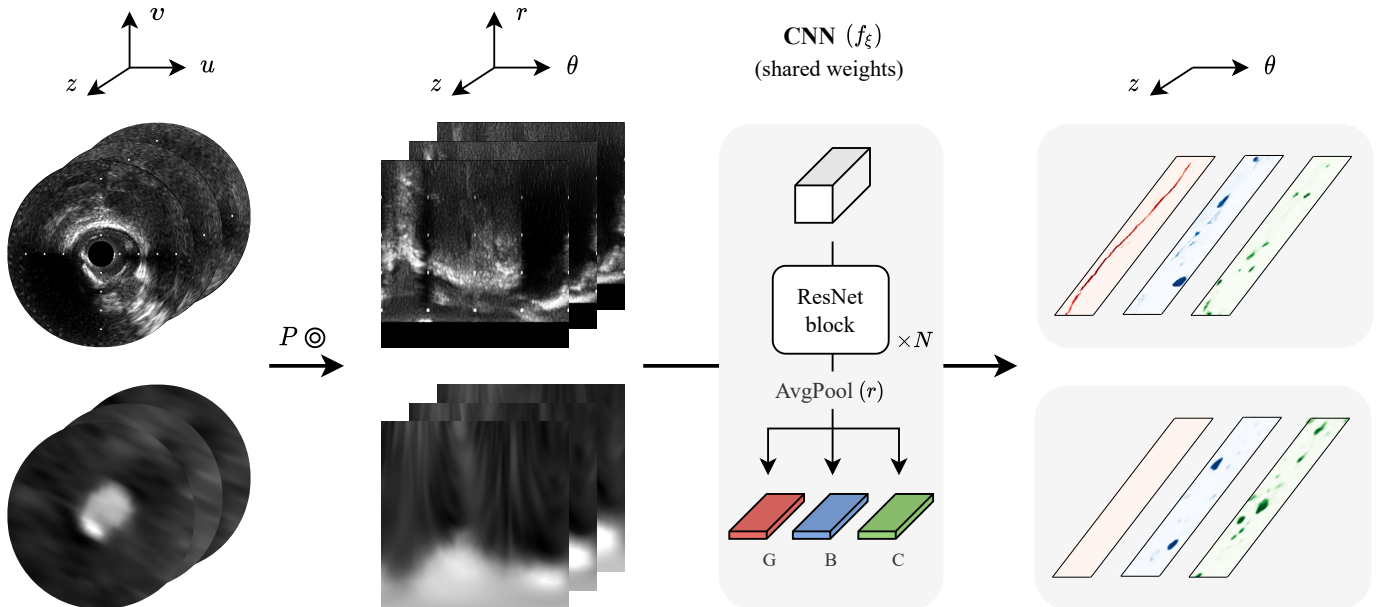 v
u
z
r
θ
z
CNN (f_ξ)
(shared weights)
θ
z
P
ResNet
block
×N
AvgPool (r)
G B C